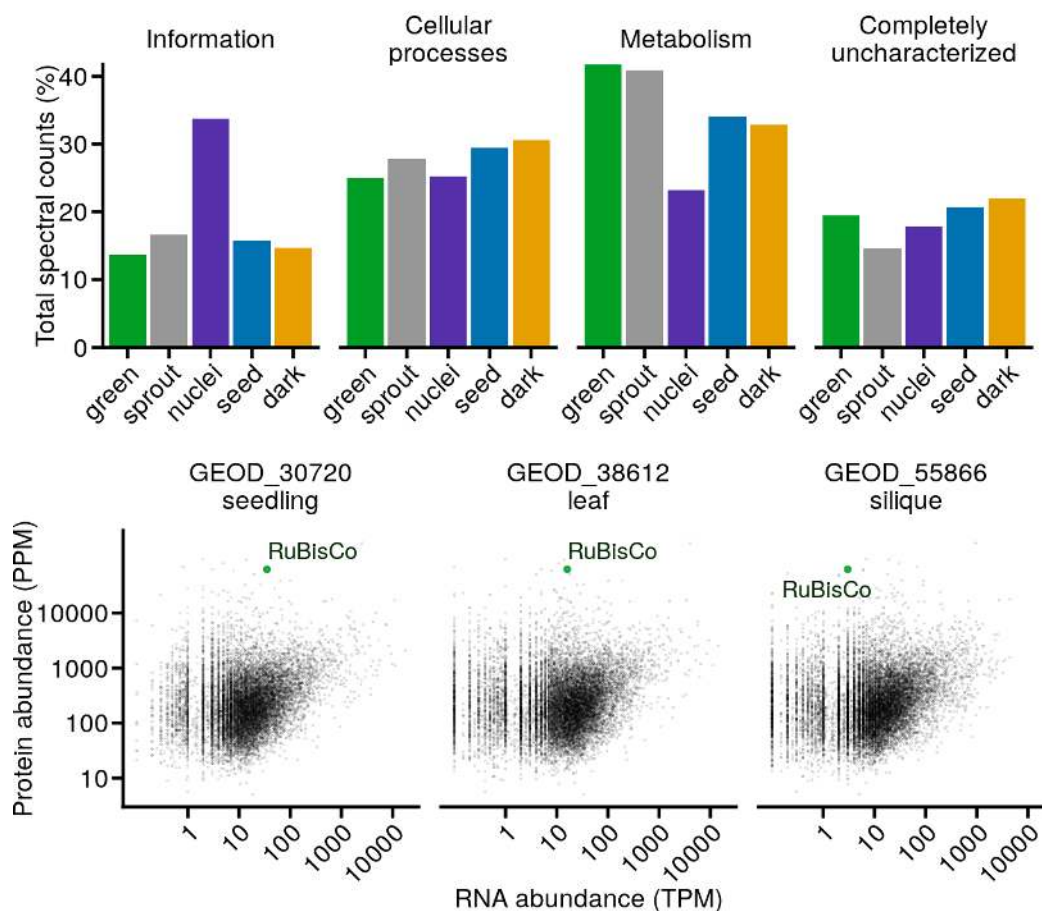 Information
Cellular
processes
Metabolism
Completely
uncharacterized
Total spectral counts (%)
40
30
20
10
0
green
sprout
nuclei
seed
dark
green
sprout
nuclei
seed
dark
green
sprout
nuclei
seed
dark
green
sprout
nuclei
seed
dark
GEOD_30720
seedling
GEOD_38612
leaf
GEOD_55866
silique
Protein abundance (PPM)
10000
1000
100
10
RuBisCo
RuBisCo
RuBisCo
1
10
100
1000
10000
1
10
100
1000
10000
1
10
100
1000
10000
RNA abundance (TPM)